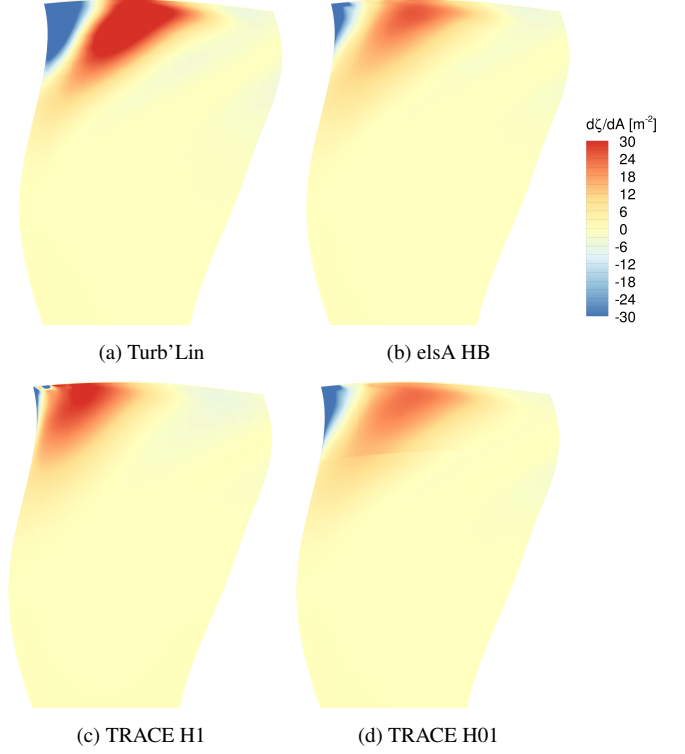 dζ/dA [m⁻²]
30
24
18
12
6
0
-6
-12
-18
-24
-30
(a) Turb’Lin
(b) elsA HB
(c) TRACE H1
(d) TRACE H01